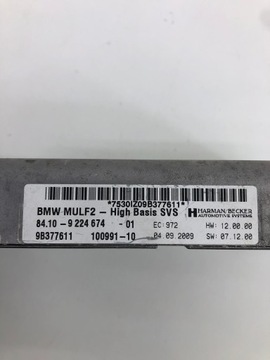 *7530IZ09B377611*
BMW MULF2 - High Basis SVS
HARMAN/BECKER
AUTOMOTIVE SYSTEMS
84.10- 9 224 674 - 01 EC: 972 HW: 12.00.00
9B377611 100991-10 04.09.2009 SW: 07.12.00